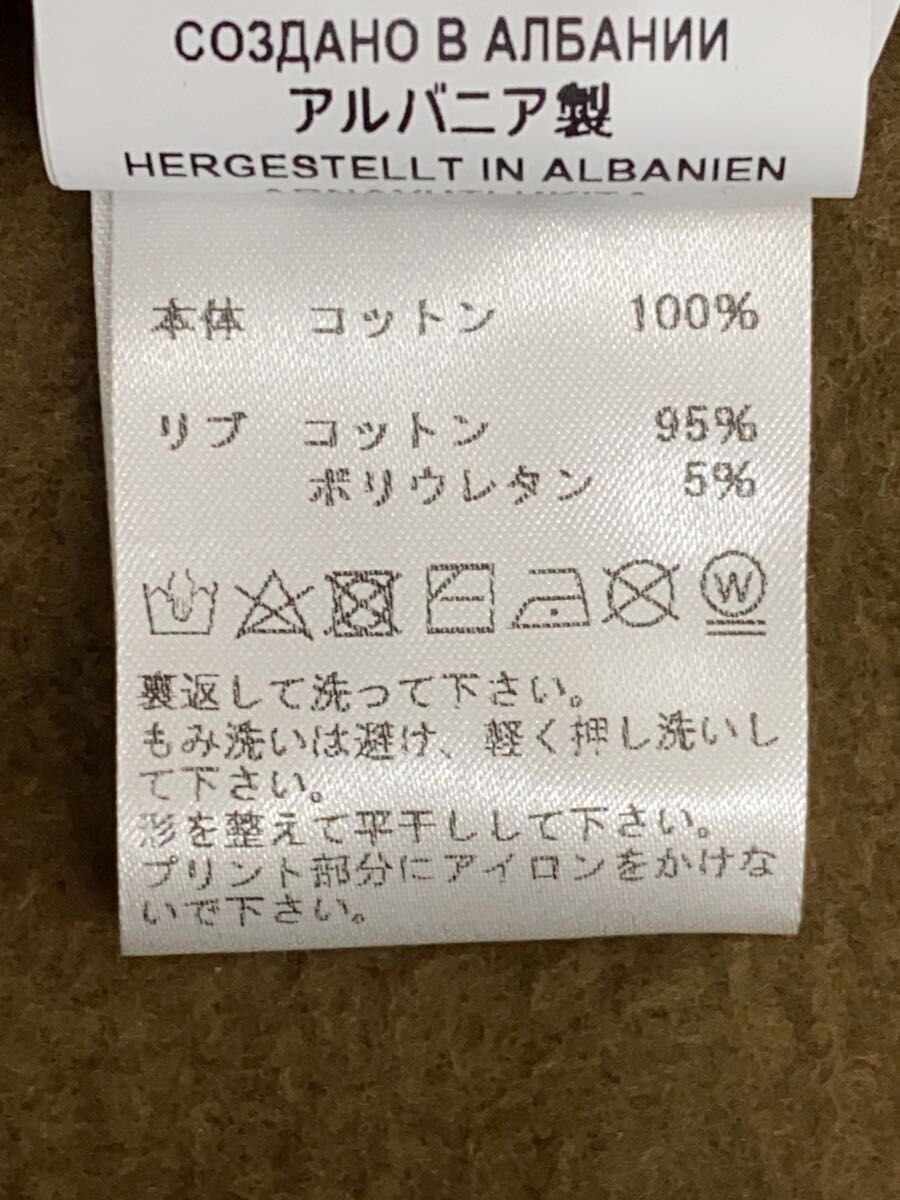 СОЗДАНО В АЛБАНИИ
アルバニア製
HERGESTELLT IN ALBANIEN
本体 コットン 100%
リブ コットン 95%
ポリウレタン 5%
W
裏返して洗って下さい。
もみ洗いは避け、軽く押し洗いし
て下さい。
形を整えて平干しして下さい。
プリント部分にアイロンをかけな
いで下さい。